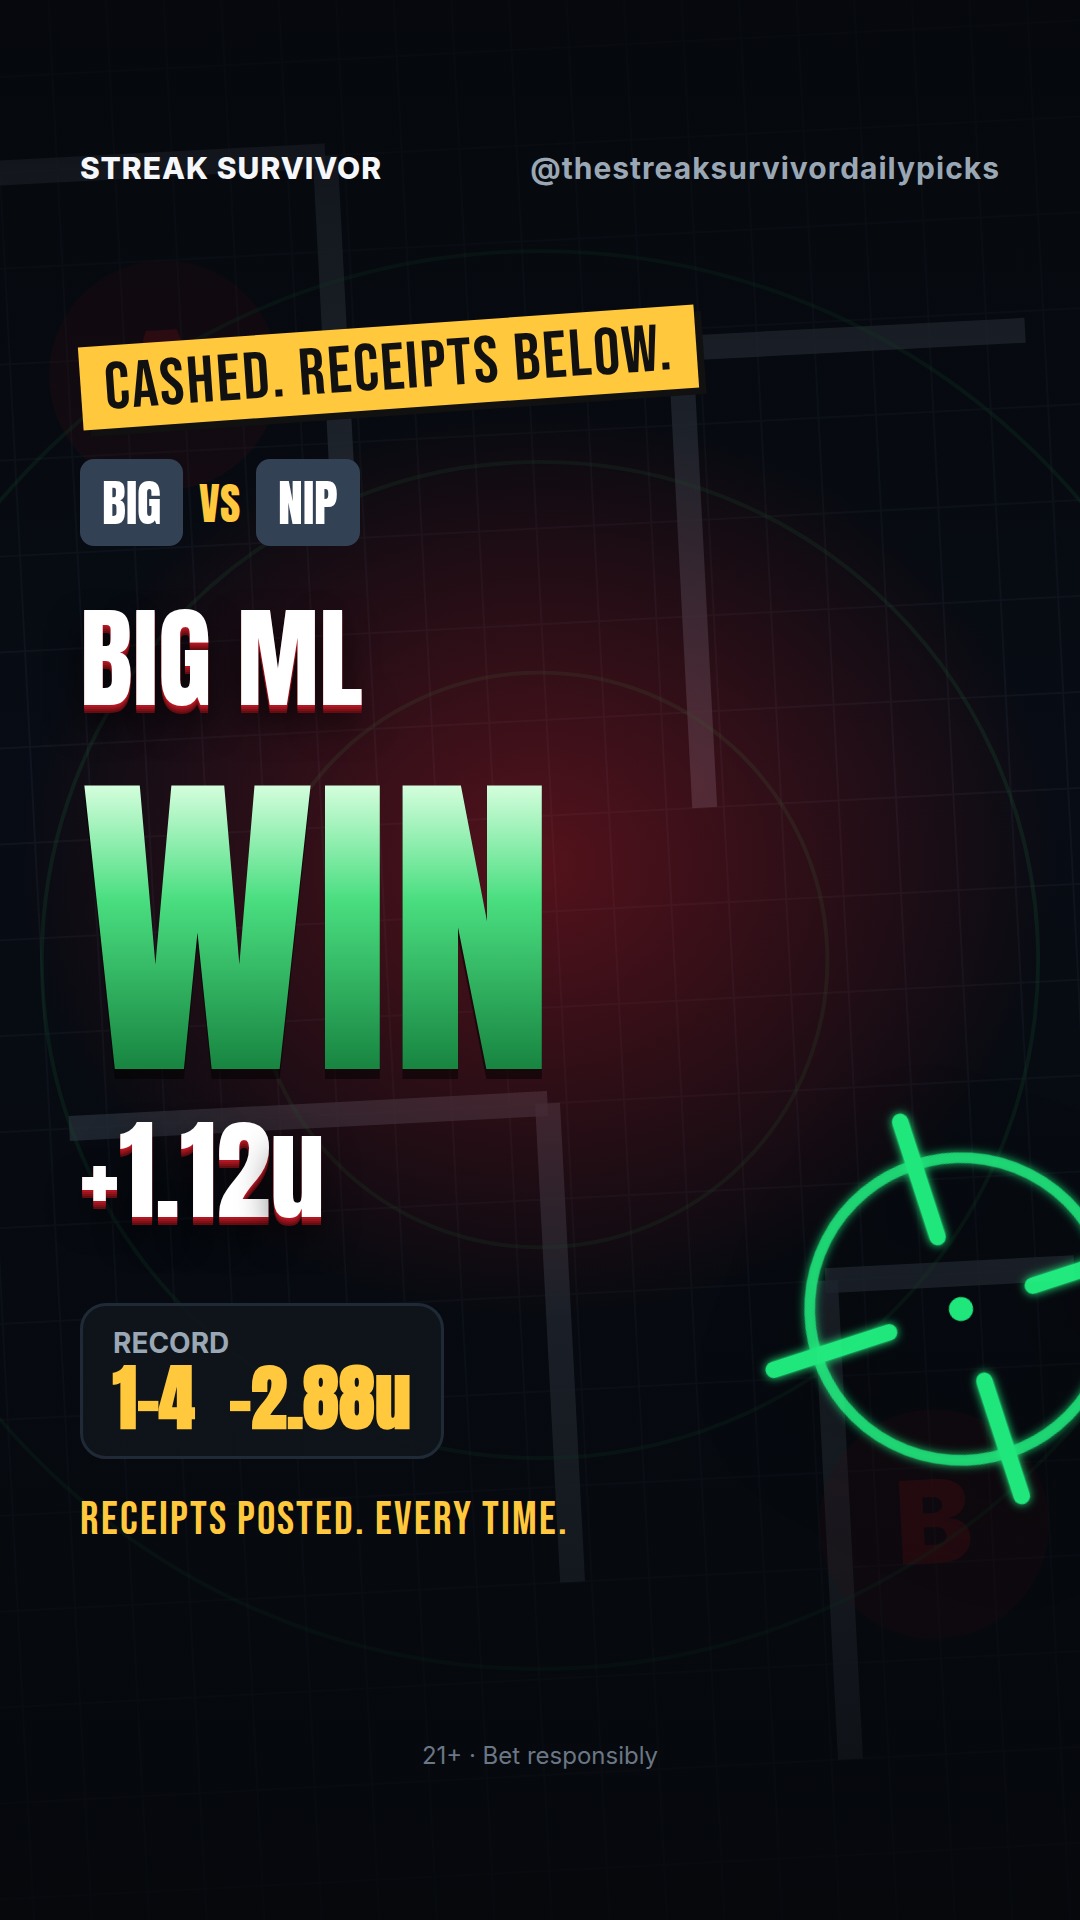 STREAK SURVIVOR @thestreaksurvivordailypicks
CASHED. RECEIPTS BELOW.
BIG VS NIP
BIG ML
WIN
+1.12u
RECORD
1-4 -2.88u
B
RECEIPTS POSTED. EVERY TIME.
21+ · Bet responsibly